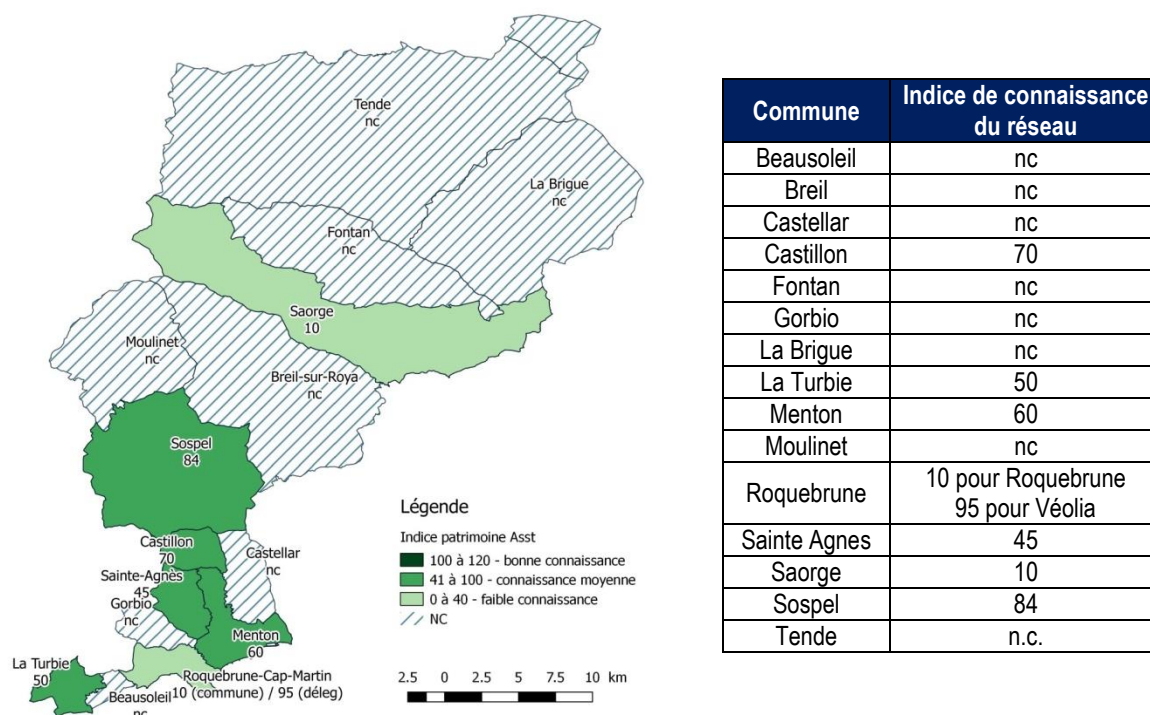 Tende
nc
La Brigue
nc
Fontan
nc
Saorge
10
Moulinet
nc
Breil-sur-Roya
nc
Sospel
84
Castillon
70
Castellar
nc
Sainte-Agnès
45
Gorbio
nc
Menton
60
La Turbie
50
Roquebrune-Cap-Martin
10 (commune) / 95 (déleg)
Beausoleil
nc
Légende
Indice patrimoine Asst
100 à 120 - bonne connaissance
41 à 100 - connaissance moyenne
0 à 40 - faible connaissance
NC
2.5 0 2.5 5 7.5 10 km
Commune Indice de connaissance
du réseau
Beausoleil nc
Breil nc
Castellar nc
Castillon 70
Fontan nc
Gorbio nc
La Brigue nc
La Turbie 50
Menton 60
Moulinet nc
Roquebrune 10 pour Roquebrune
95 pour Véolia
Sainte Agnes 45
Saorge 10
Sospel 84
Tende n.c.